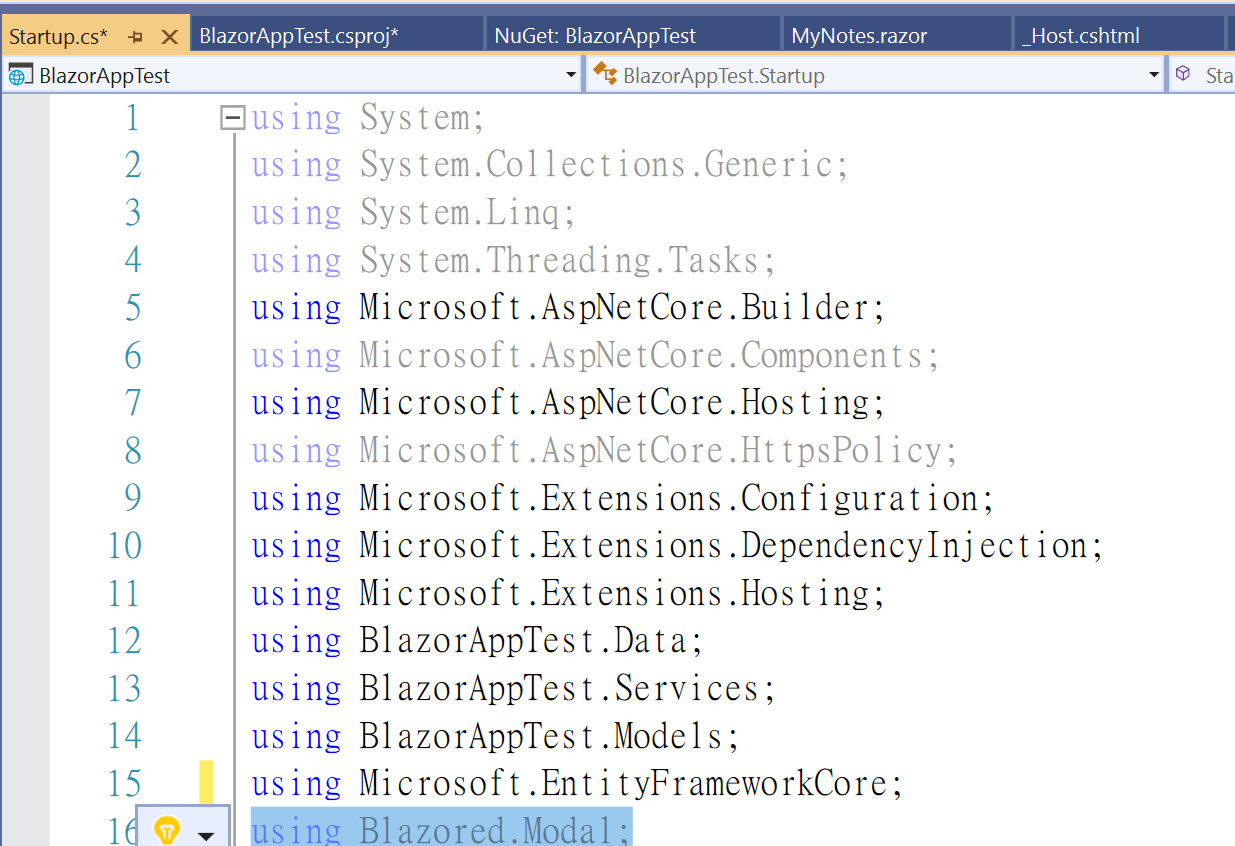 Startup.cs* BlazorAppTest.csproj* NuGet: BlazorAppTest MyNotes.razor _Host.cshtml
BlazorAppTest BlazorAppTest.Startup Sta
1 using System;
2 using System.Collections.Generic;
3 using System.Linq;
4 using System.Threading.Tasks;
5 using Microsoft.AspNetCore.Builder;
6 using Microsoft.AspNetCore.Components;
7 using Microsoft.AspNetCore.Hosting;
8 using Microsoft.AspNetCore.HttpsPolicy;
9 using Microsoft.Extensions.Configuration;
10 using Microsoft.Extensions.DependencyInjection;
11 using Microsoft.Extensions.Hosting;
12 using BlazorAppTest.Data;
13 using BlazorAppTest.Services;
14 using BlazorAppTest.Models;
15 using Microsoft.EntityFrameworkCore;
16 using Blazored.Modal;